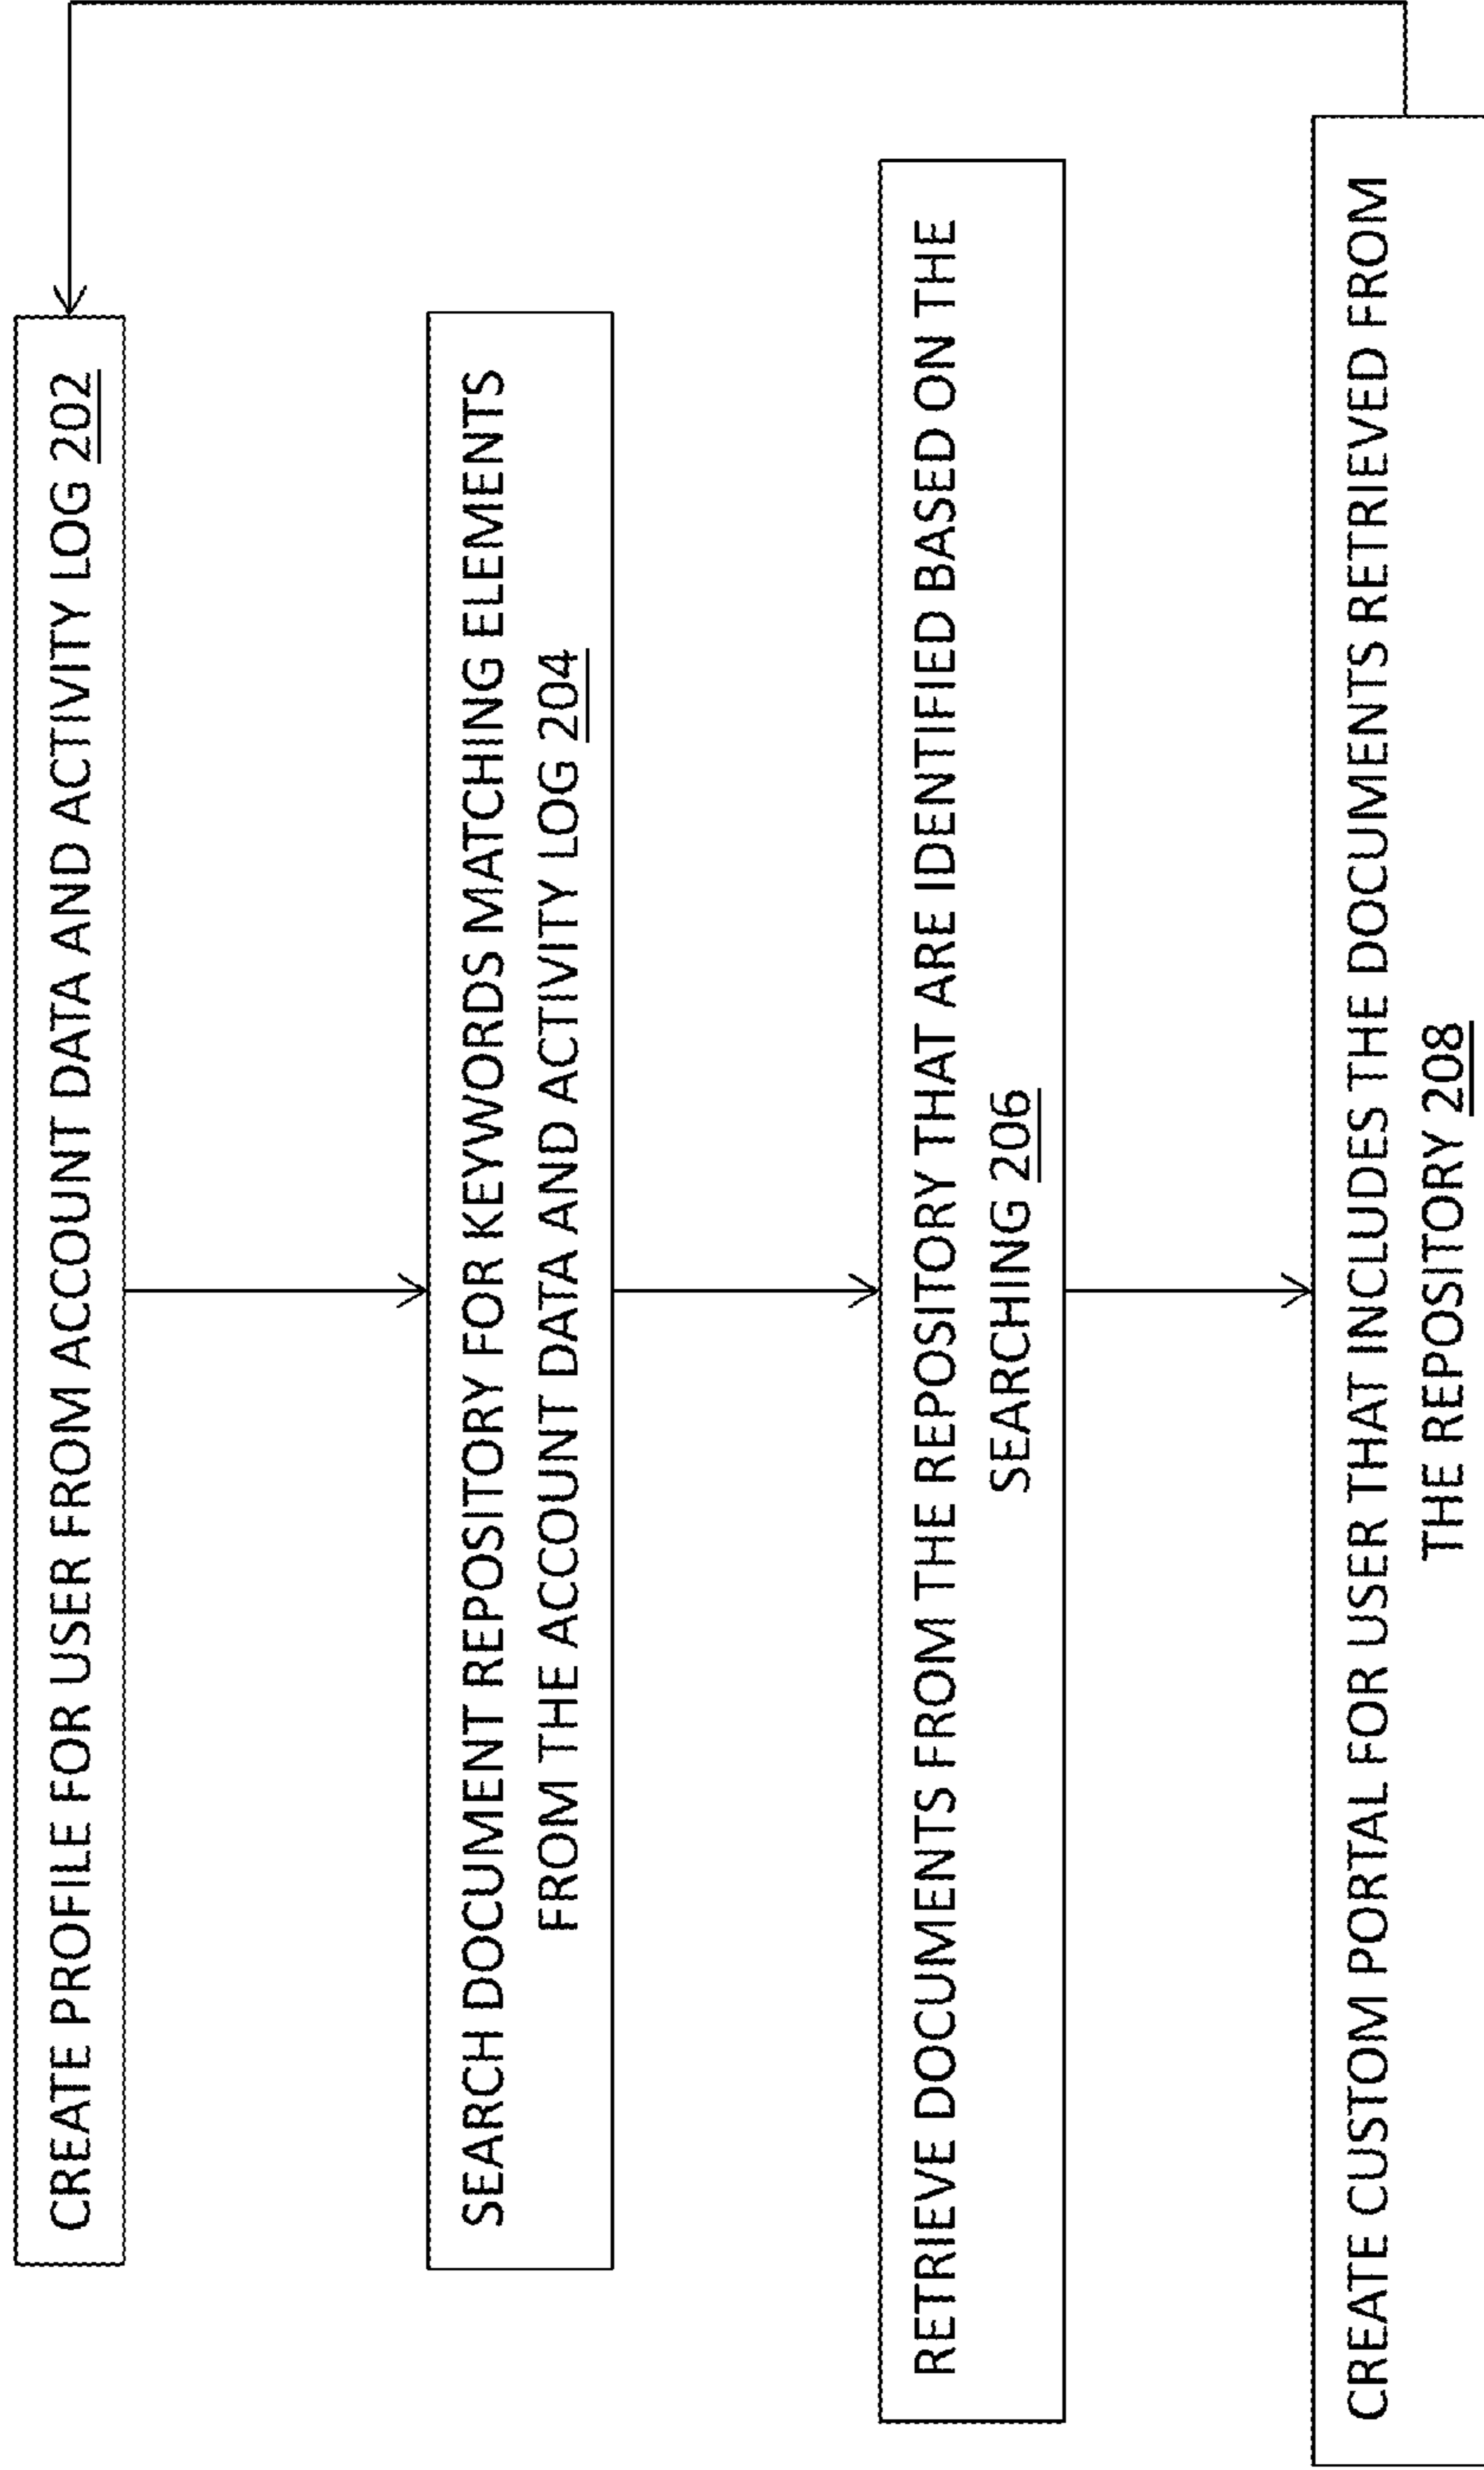 CREATE PROFILE FOR USER FROM ACCOUNT DATA AND ACTIVITY LOG 202
SEARCH DOCUMENT REPOSITORY FOR KEYWORDS MATCHING ELEMENTS
FROM THE ACCOUNT DATA AND ACTIVITY LOG 204
RETRIEVE DOCUMENTS FROM THE REPOSITORY THAT ARE IDENTIFIED BASED ON THE
SEARCHING 206
CREATE CUSTOM PORTAL FOR USER THAT INCLUDES THE DOCUMENTS RETRIEVED FROM
THE REPOSITORY 208